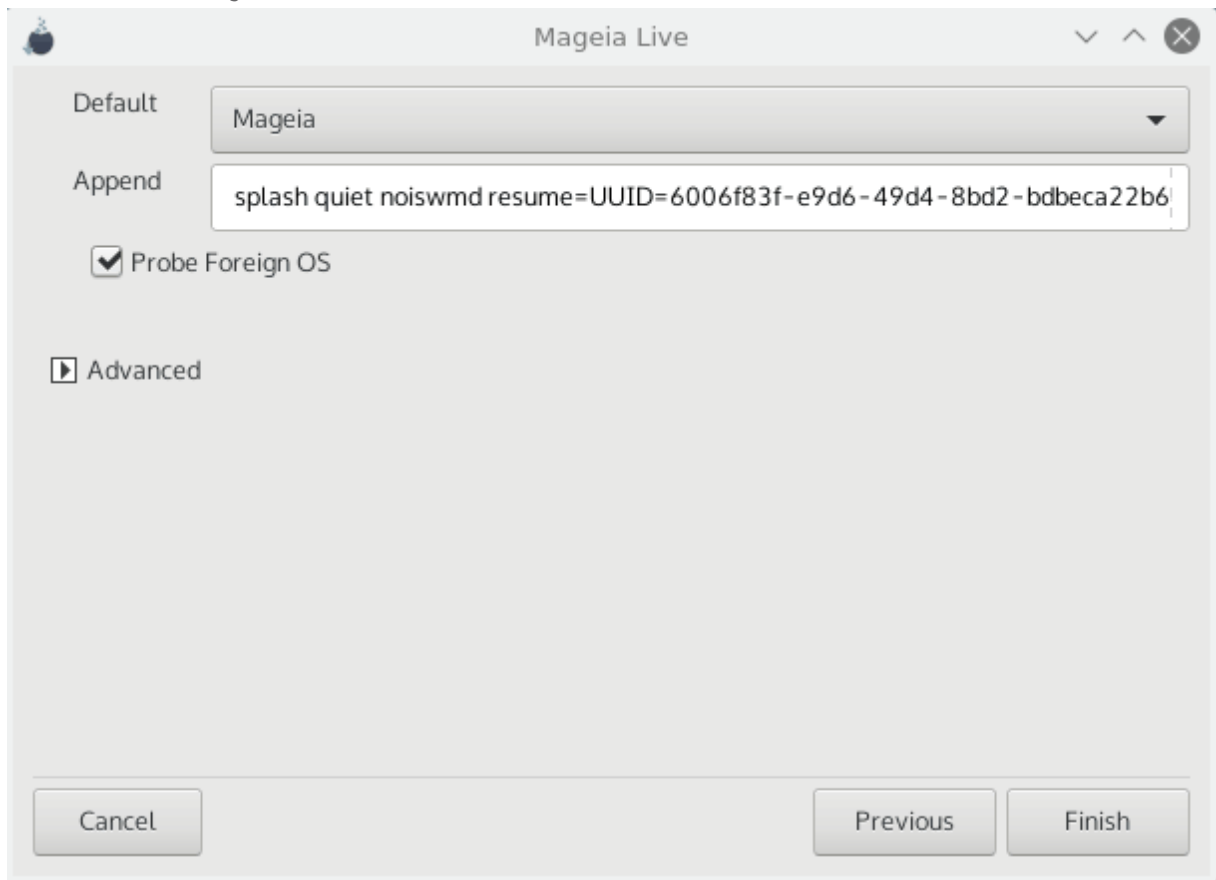 Mageia Live
Default
Mageia
Append
splash quiet noiswmd resume=UUID=6006f83f-e9d6-49d4-8bd2-bdbeca22b6
Probe Foreign OS
Advanced
Cancel
Previous
Finish